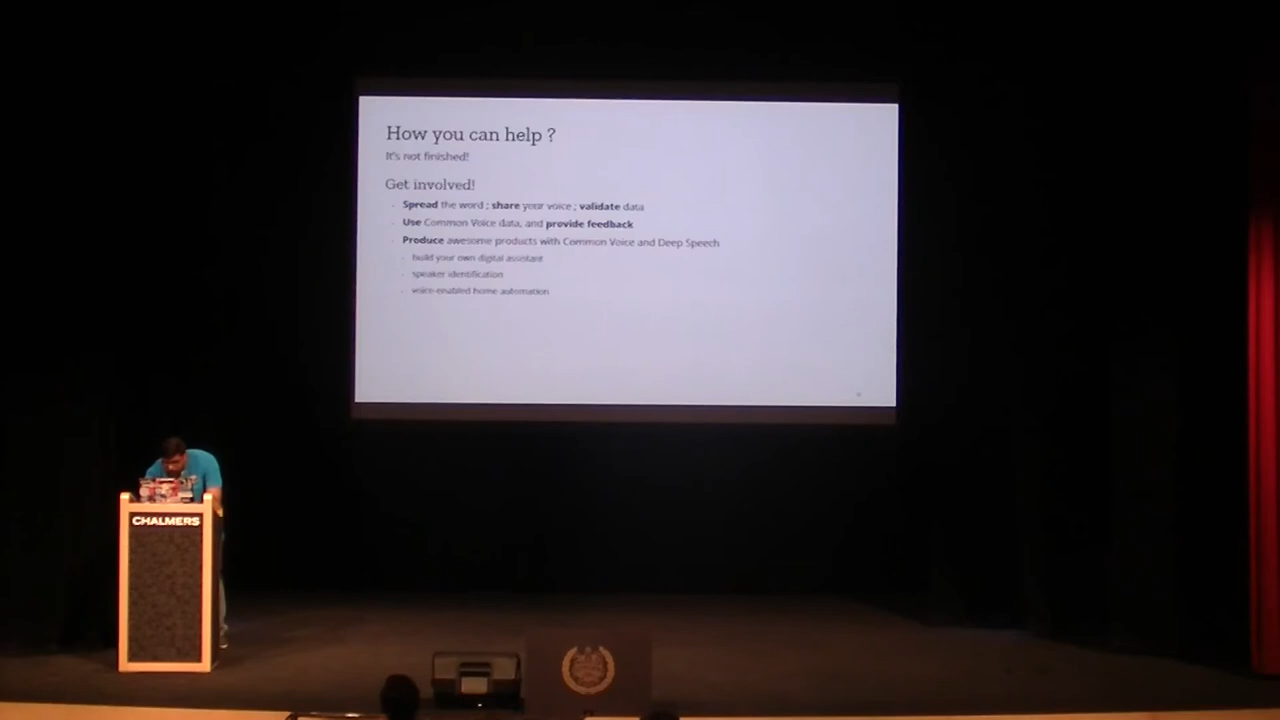 How you can help ?
It's not finished!
Get involved!
Spread the word ; share your voice ; validate data
Use Common Voice data, and provide feedback
Produce awesome products with Common Voice and Deep Speech
build your own digital assistant
speaker identification
voice-enabled home automation
CHALMERS